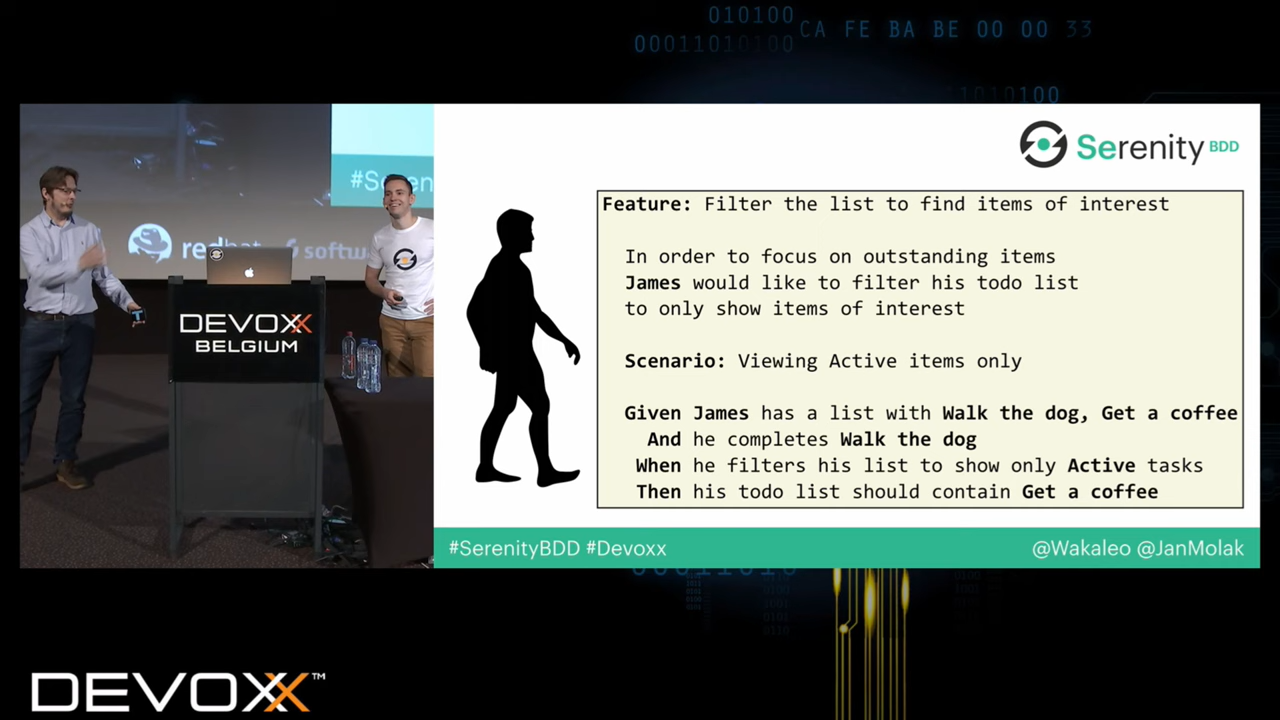 010100
00011010100
CA FE BA BE 00 00 33
1010100
#Se
redhat
softw
DEVOXX
BELGIUM
Serenity BDD
Feature: Filter the list to find items of interest
In order to focus on outstanding items
James would like to filter his todo list
to only show items of interest
Scenario: Viewing Active items only
Given James has a list with Walk the dog, Get a coffee
And he completes Walk the dog
When he filters his list to show only Active tasks
Then his todo list should contain Get a coffee
#SerenityBDD #Devoxx
@Wakaleo @JanMolak
DEVOXX™